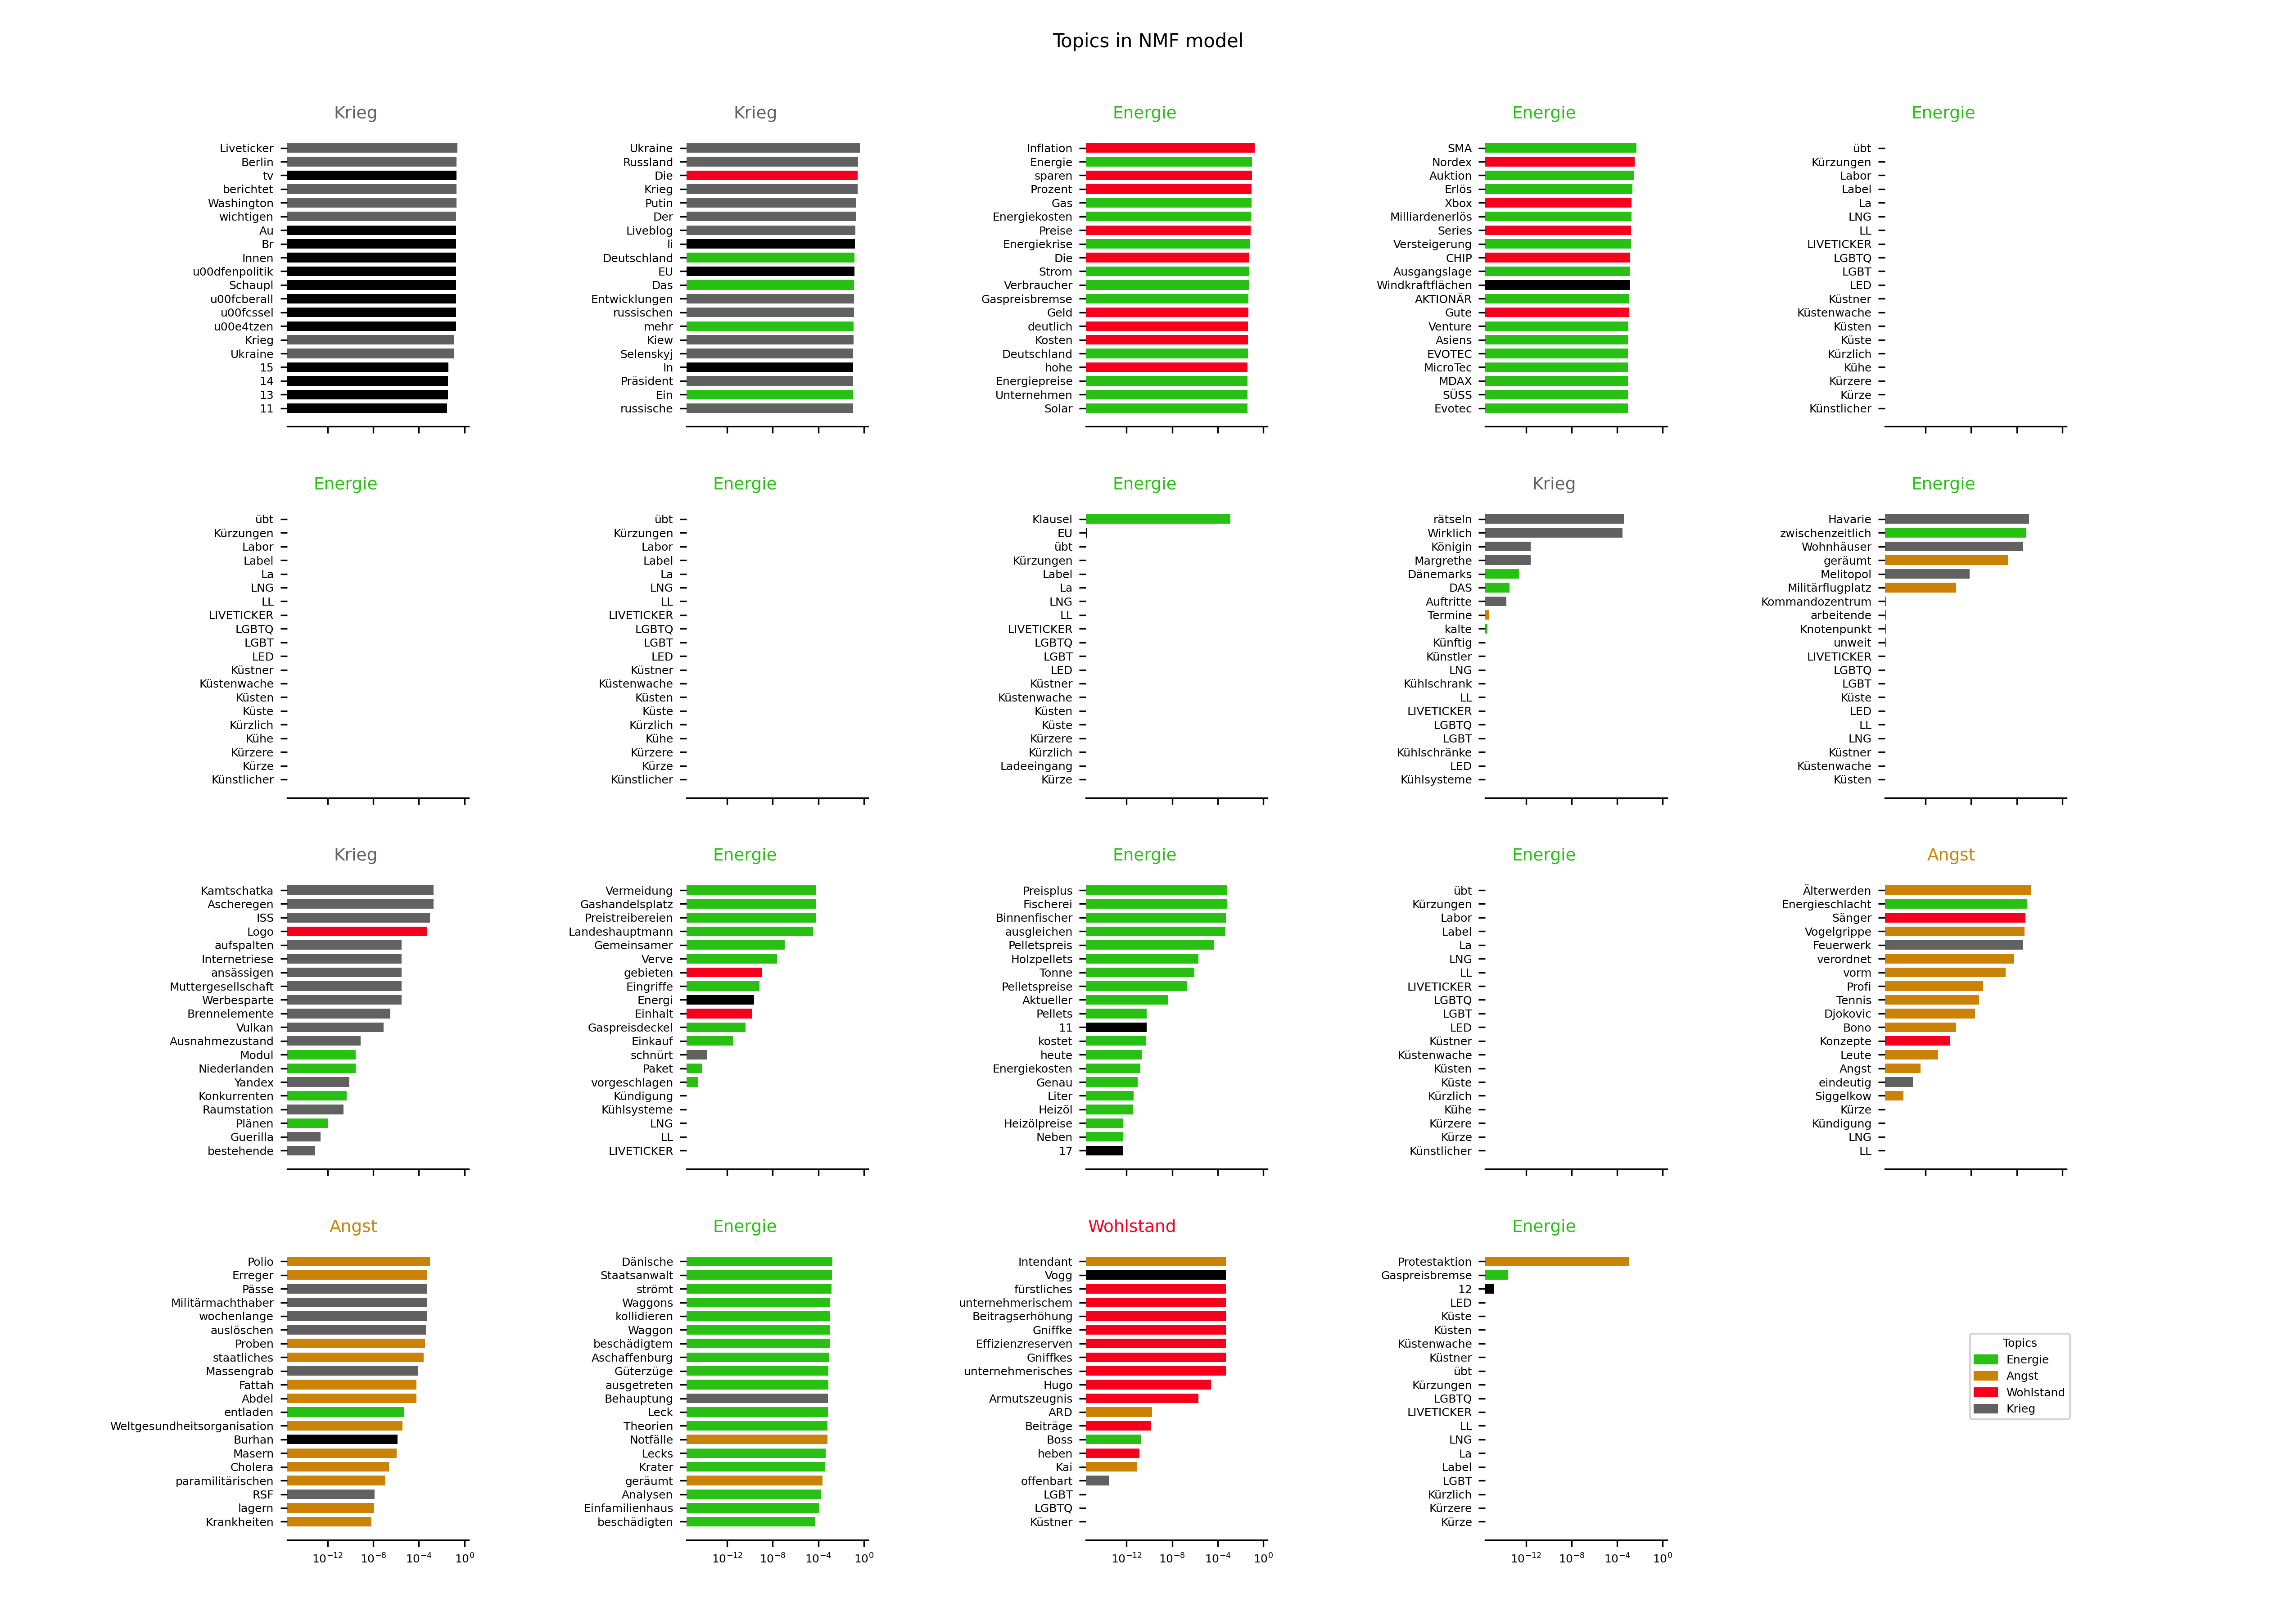 Topics in NMF model
Krieg
Liveticker
Berlin
tv
berichtet
Washington
wichtigen
Au
Br
Innen
u00dfenpolitik
Schaupl
u00fcberall
u00fcssel
u00e4tzen
Krieg
Ukraine
15
14
13
11
Krieg
Ukraine
Russland
Die
Krieg
Putin
Der
Liveblog
li
Deutschland
EU
Das
Entwicklungen
russischen
mehr
Kiew
Selenskyj
In
Präsident
Ein
russische
Energie
Inflation
Energie
sparen
Prozent
Gas
Energiekosten
Preise
Energiekrise
Die
Strom
Verbraucher
Gaspreisbremse
Geld
deutlich
Kosten
Deutschland
hohe
Energiepreise
Unternehmen
Solar
Energie
SMA
Nordex
Auktion
Erlös
Xbox
Milliardenerlös
Series
Versteigerung
CHIP
Ausgangslage
Windkraftflächen
AKTIONÄR
Gute
Venture
Asiens
EVOTEC
MicroTec
MDAX
SÜSS
Evotec
Energie
übt
Kürzungen
Labor
Label
La
LNG
LL
LIVETICKER
LGBTQ
LGBT
LED
Küstner
Küstenwache
Küsten
Küste
Kürzlich
Kühe
Kürzere
Kürze
Künstlicher
Energie
übt
Kürzungen
Labor
Label
La
LNG
LL
LIVETICKER
LGBTQ
LGBT
LED
Küstner
Küstenwache
Küsten
Küste
Kürzlich
Kühe
Kürzere
Kürze
Künstlicher
Energie
übt
Kürzungen
Labor
Label
La
LNG
LL
LIVETICKER
LGBTQ
LGBT
LED
Küstner
Küstenwache
Küsten
Küste
Kürzlich
Kühe
Kürzere
Kürze
Künstlicher
Energie
Klausel
EU
übt
Kürzungen
Label
La
LNG
LL
LIVETICKER
LGBTQ
LGBT
LED
Küstner
Küstenwache
Küsten
Küste
Kürzere
Kürzlich
Ladeeingang
Kürze
Krieg
rätseln
Wirklich
Königin
Margrethe
Dänemarks
DAS
Auftritte
Termine
kalte
Künftig
Künstler
LNG
Kühlschrank
LL
LIVETICKER
LGBTQ
LGBT
Kühlschränke
LED
Kühlsysteme
Energie
Havarie
zwischenzeitlich
Wohnhäuser
geräumt
Melitopol
Militärflugplatz
Kommandozentrum
arbeitende
Knotenpunkt
unweit
LIVETICKER
LGBTQ
LGBT
Küste
LED
LL
LNG
Küstner
Küstenwache
Küsten
Krieg
Kamtschatka
Ascheregen
ISS
Logo
aufspalten
Internetriese
ansässigen
Muttergesellschaft
Werbesparte
Brennelemente
Vulkan
Ausnahmezustand
Modul
Niederlanden
Yandex
Konkurrenten
Raumstation
Plänen
Guerilla
bestehende
Energie
Vermeidung
Gashandelsplatz
Preistreibereien
Landeshauptmann
Gemeinsamer
Verve
gebieten
Eingriffe
Energi
Einhalt
Gaspreisdeckel
Einkauf
schnürt
Paket
vorgeschlagen
Kündigung
Kühlsysteme
LNG
LL
LIVETICKER
Energie
Preisplus
Fischerei
Binnenfischer
ausgleichen
Pelletspreis
Holzpellets
Tonne
Pelletspreise
Aktueller
Pellets
11
kostet
heute
Energiekosten
Genau
Liter
Heizöl
Heizölpreise
Neben
17
Energie
übt
Kürzungen
Labor
Label
La
LNG
LL
LIVETICKER
LGBTQ
LGBT
LED
Küstner
Küstenwache
Küsten
Küste
Kürzlich
Kühe
Kürzere
Kürze
Künstlicher
Angst
Älterwerden
Energieschlacht
Sänger
Vogelgrippe
Feuerwerk
verordnet
vorm
Profi
Tennis
Djokovic
Bono
Konzepte
Leute
Angst
eindeutig
Siggelkow
Kürze
Kündigung
LNG
LL
Angst
Polio
Erreger
Pässe
Militärmachthaber
wochenlange
auslöschen
Proben
staatliches
Massengrab
Fattah
Abdel
entladen
Weltgesundheitsorganisation
Burhan
Masern
Cholera
paramilitärischen
RSF
lagern
Krankheiten
10⁻¹² 10⁻⁸ 10⁻⁴ 10⁰
Energie
Dänische
Staatsanwalt
strömt
Waggons
kollidieren
Waggon
beschädigtem
Aschaffenburg
Güterzüge
ausgetreten
Behauptung
Leck
Theorien
Notfälle
Lecks
Krater
geräumt
Analysen
Einfamilienhaus
beschädigten
10⁻¹² 10⁻⁸ 10⁻⁴ 10⁰
Wohlstand
Intendant
Vogg
fürstliches
unternehmerischem
Beitragserhöhung
Gniffke
Effizienzreserven
Gniffkes
unternehmerisches
Hugo
Armutszeugnis
ARD
Beiträge
Boss
heben
Kai
offenbart
LGBT
LGBTQ
Küstner
10⁻¹² 10⁻⁸ 10⁻⁴ 10⁰
Energie
Protestaktion
Gaspreisbremse
12
LED
Küste
Küsten
Küstenwache
Küstner
übt
Kürzungen
LGBTQ
LIVETICKER
LL
LNG
La
Label
LGBT
Kürzlich
Kürzere
Kürze
10⁻¹² 10⁻⁸ 10⁻⁴ 10⁰
Topics
Energie
Angst
Wohlstand
Krieg